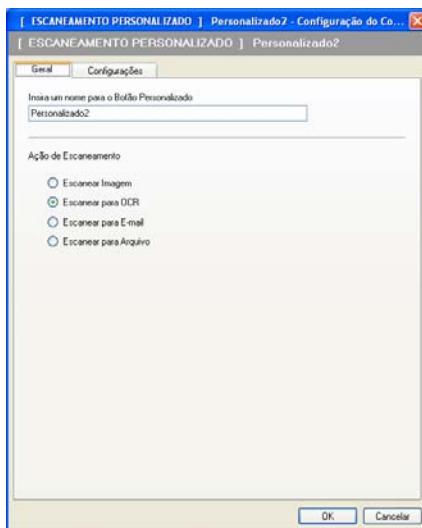 [ ESCANEAMENTO PERSONALIZADO ] Personalizado2 - Configuração do Co...
[ ESCANEAMENTO PERSONALIZADO ] Personalizado2
Geral Configurações
Insira um nome para o Botão Personalizado
Personalizado2
Ação de Escaneamento
Escanear Imagem
Escanear para OCR
Escanear para E-mail
Escanear para Arquivo
OK Cancelar